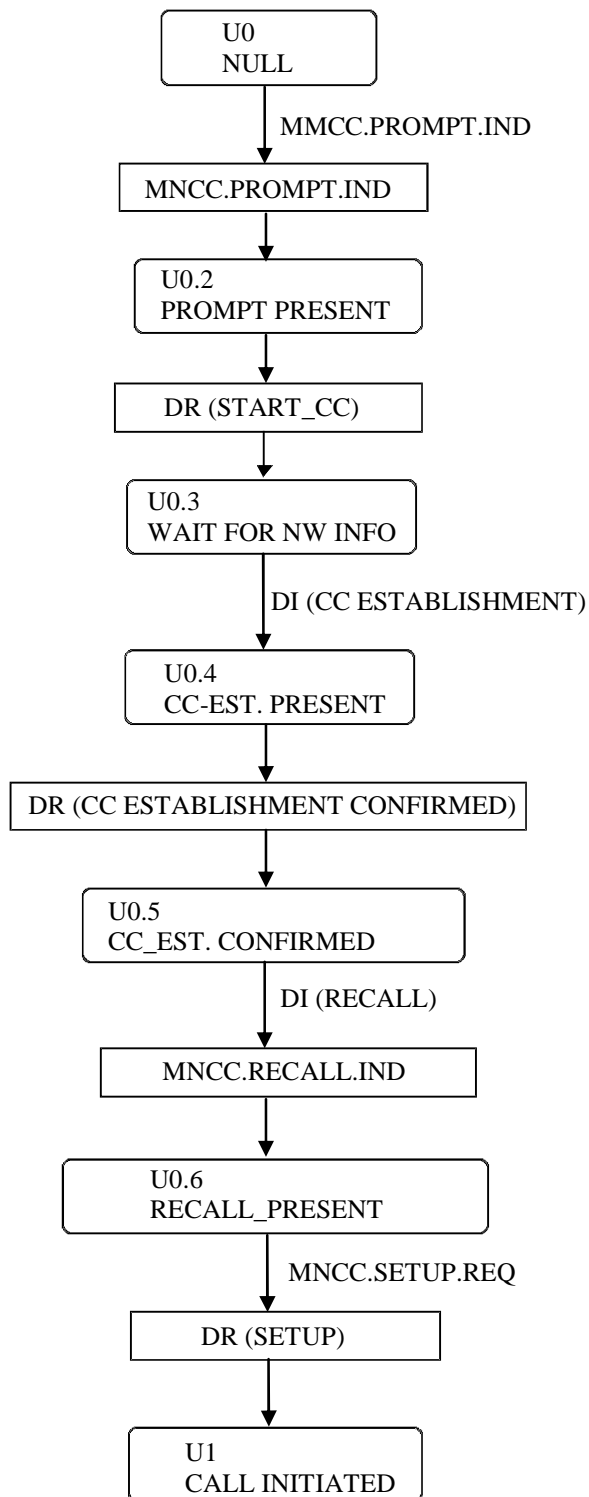 U0
NULL
MMCC.PROMPT.IND
MNCC.PROMPT.IND
U0.2
PROMPT PRESENT
DR (START_CC)
U0.3
WAIT FOR NW INFO
DI (CC ESTABLISHMENT)
U0.4
CC-EST. PRESENT
DR (CC ESTABLISHMENT CONFIRMED)
U0.5
CC_EST. CONFIRMED
DI (RECALL)
MNCC.RECALL.IND
U0.6
RECALL_PRESENT
MNCC.SETUP.REQ
DR (SETUP)
U1
CALL INITIATED